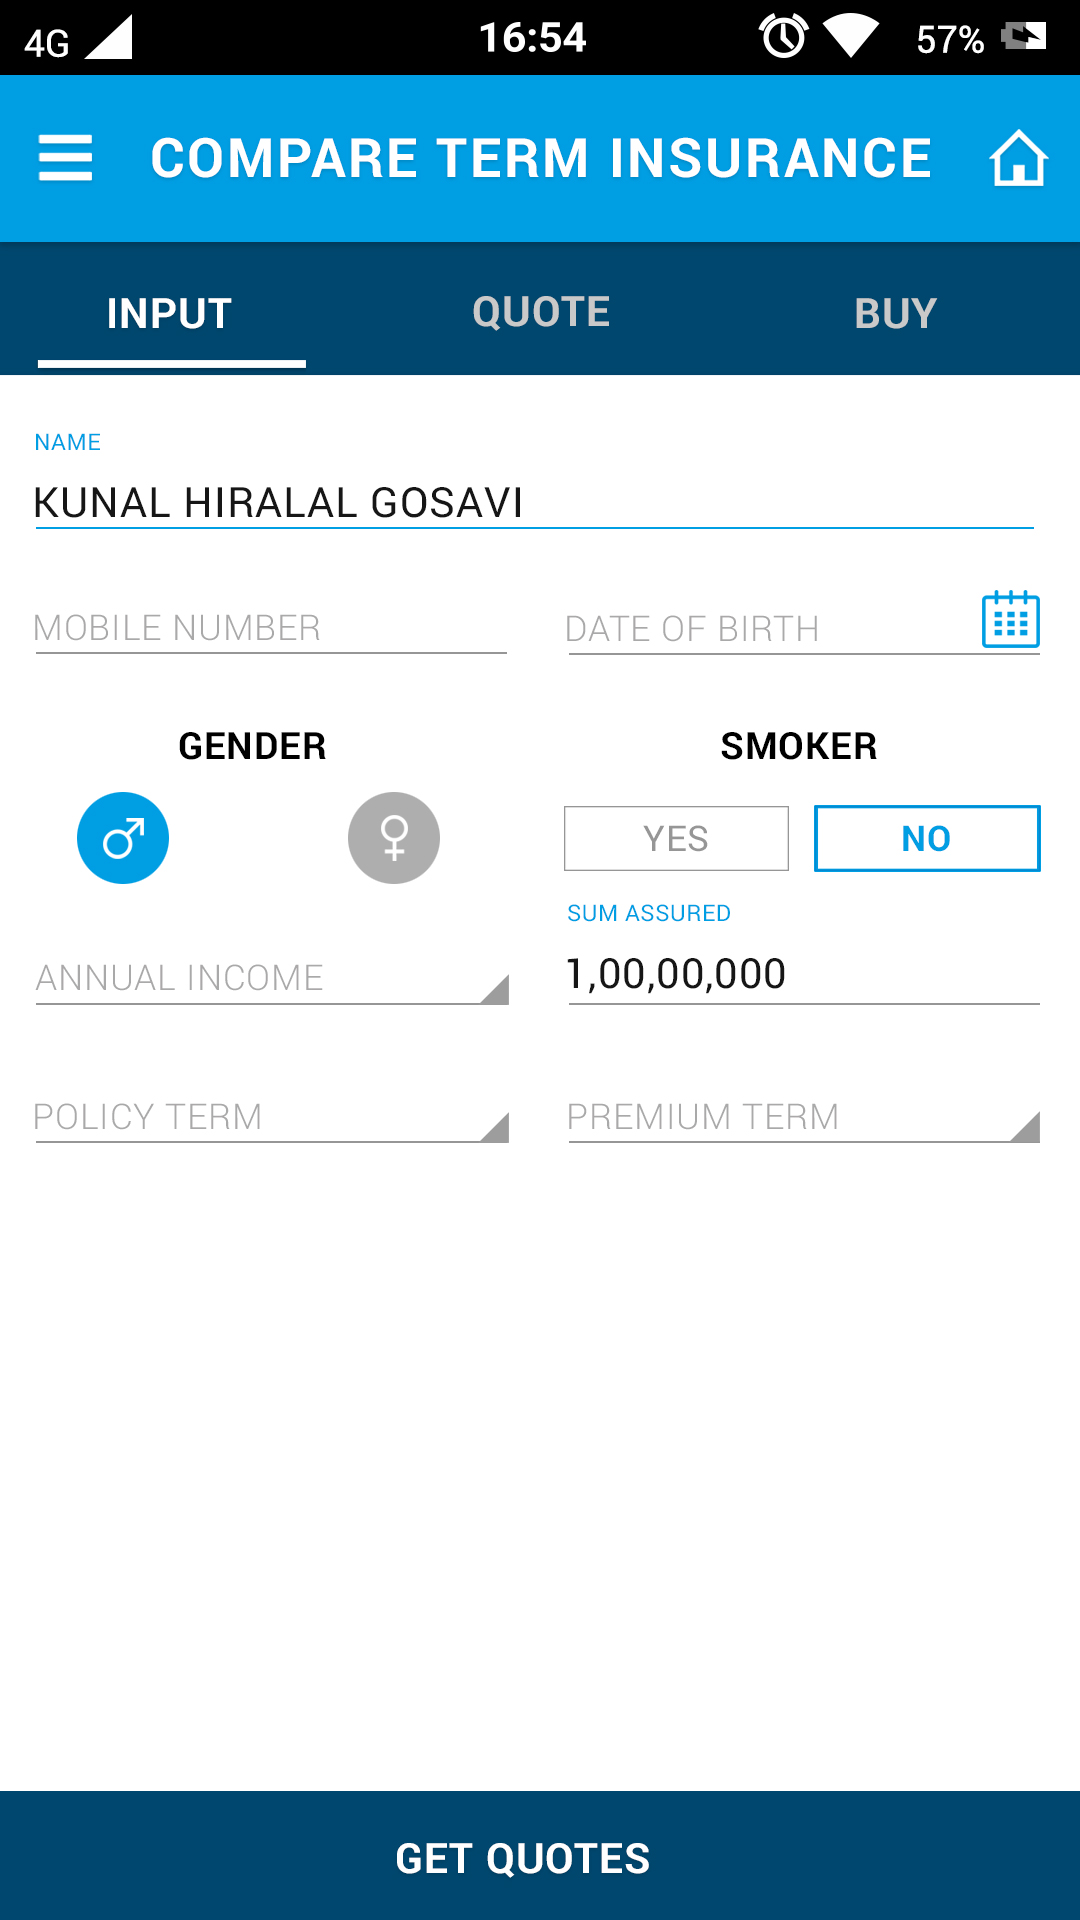 4G 16:54 57%
COMPARE TERM INSURANCE
INPUT QUOTE BUY
NAME
KUNAL HIRALAL GOSAVI
MOBILE NUMBER DATE OF BIRTH
GENDER SMOKER
YES NO
SUM ASSURED
ANNUAL INCOME 1,00,00,000
POLICY TERM PREMIUM TERM
GET QUOTES